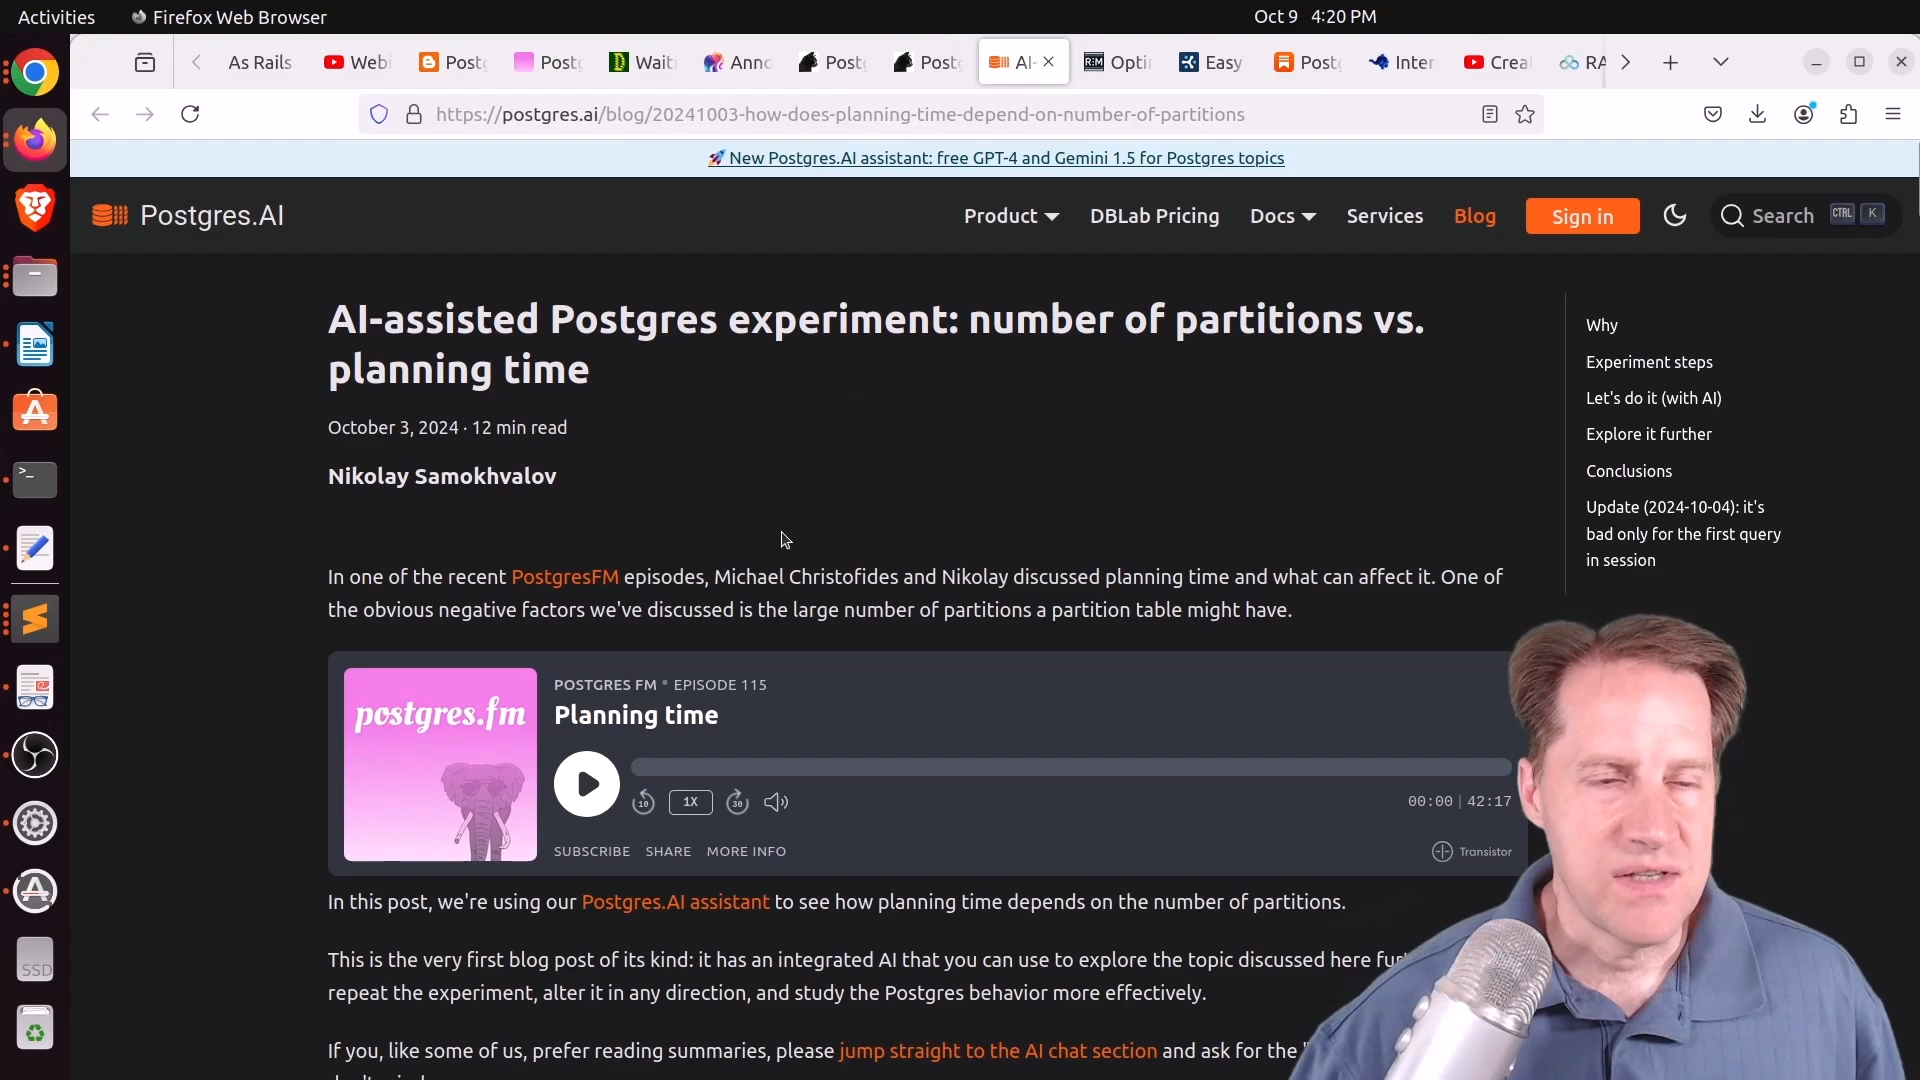 Activities
Firefox Web Browser
Oct 9 4:20 PM
As Rails
Webi
Postg
Postg
Waiti
Anno
Postg
Postg
AI-
Optir
Easy
Postg
Inter
Crea
RA
https://postgres.ai/blog/20241003-how-does-planning-time-depend-on-number-of-partitions
🚀 New Postgres.AI assistant: free GPT-4 and Gemini 1.5 for Postgres topics
Postgres.AI
Product
DBLab Pricing
Docs
Services
Blog
Sign in
Search
CTRL K
AI-assisted Postgres experiment: number of partitions vs.
planning time
October 3, 2024 · 12 min read
Nikolay Samokhvalov
Why
Experiment steps
Let's do it (with AI)
Explore it further
Conclusions
Update (2024-10-04): it's
bad only for the first query
in session
In one of the recent PostgresFM episodes, Michael Christofides and Nikolay discussed planning time and what can affect it. One of
the obvious negative factors we've discussed is the large number of partitions a partition table might have.
postgres.fm
POSTGRES FM • EPISODE 115
Planning time
10
1X
30
00:00 | 42:17
SUBSCRIBE
SHARE
MORE INFO
Transistor
In this post, we're using our Postgres.AI assistant to see how planning time depends on the number of partitions.
This is the very first blog post of its kind: it has an integrated AI that you can use to explore the topic discussed here
repeat the experiment, alter it in any direction, and study the Postgres behavior more effectively.
If you, like some of us, prefer reading summaries, please jump straight to the AI chat section and ask for the "
SSD